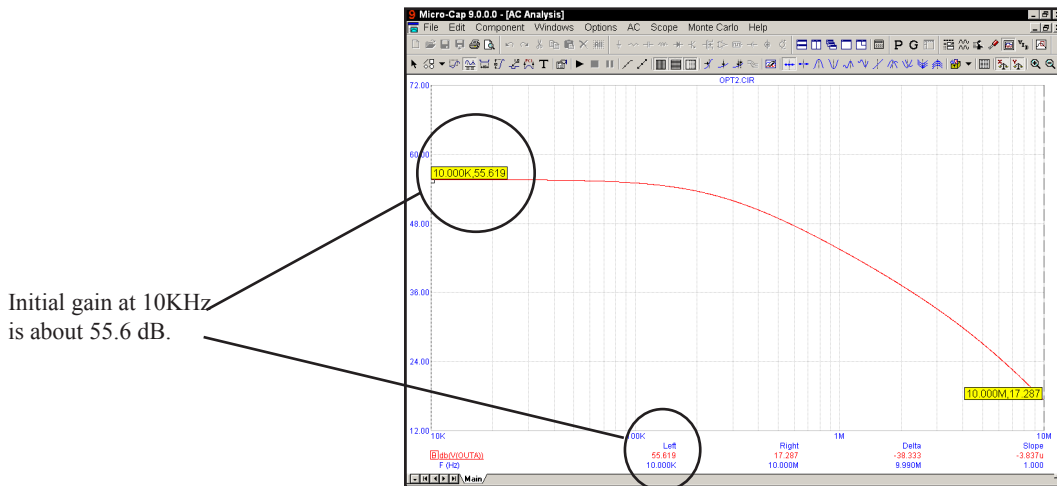 9 Micro-Cap 9.0.0.0 - [AC Analysis]
File Edit Component Windows Options AC Scope Monte Carlo Help
OPT2.CIR
72.00
60.00
10.000K,55.619
48.00
36.00
24.00
10.000M,17.287
12.00
10K 100K 1M 10M
Left Right Delta Slope
db(V(OUTA)) 55.619 17.287 -38.333 -3.837u
F (Hz) 10.000K 10.000M 9.990M 1.000
Main
Initial gain at 10KHz
is about 55.6 dB.